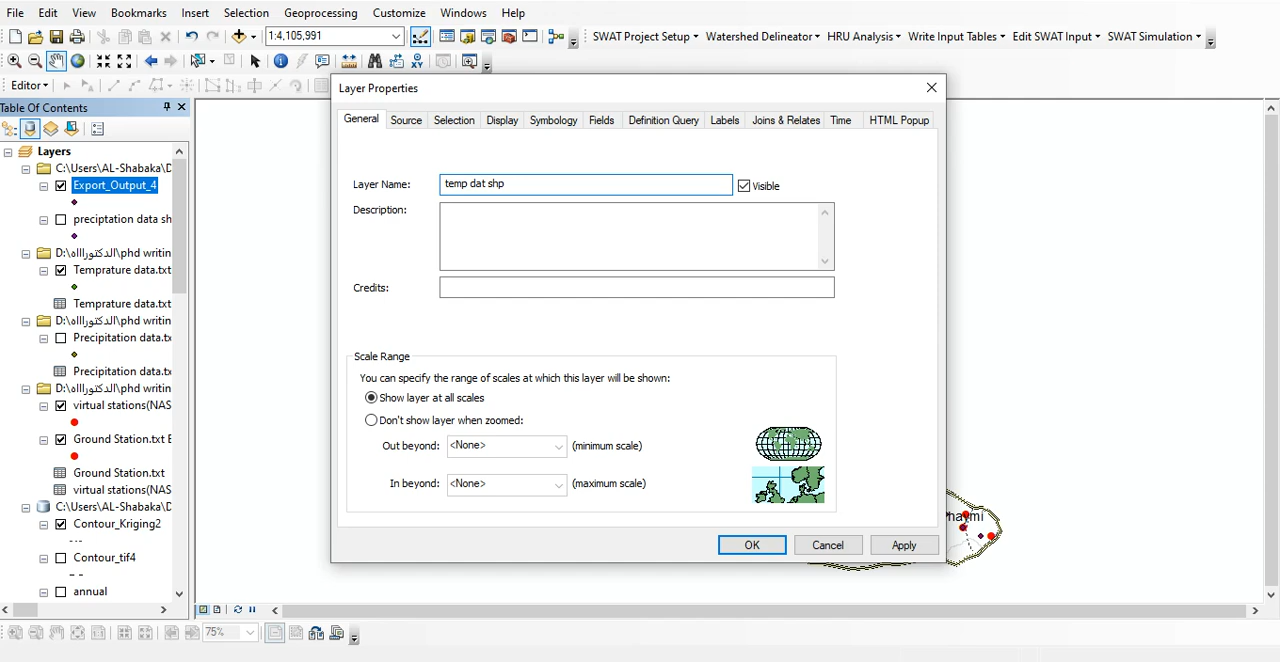 File Edit View Bookmarks Insert Selection Geoprocessing Customize Windows Help
1:4,105,991 SWAT Project Setup Watershed Delineator HRU Analysis Write Input Tables Edit SWAT Input SWAT Simulation
Editor
Table Of Contents
Layers
C:\Users\AL-Shabaka\D
Export_Output_4
preciptation data sh
D:\الدكتوراااه\phd writin
Temprature data.txt
Temprature data.txt
D:\الدكتوراااه\phd writin
Precipitation data.tx
Precipitation data.tx
D:\الدكتوراااه\phd writin
virtual stations(NAS
Ground Station.txt E
Ground Station.txt
virtual stations(NAS
C:\Users\AL-Shabaka\D
Contour_Kriging2
Contour_tif4
annual
Layer Properties
General Source Selection Display Symbology Fields Definition Query Labels Joins & Relates Time HTML Popup
Layer Name: temp dat shp Visible
Description:
Credits:
Scale Range
You can specify the range of scales at which this layer will be shown:
Show layer at all scales
Don't show layer when zoomed:
Out beyond: <None> (minimum scale)
In beyond: <None> (maximum scale)
OK Cancel Apply
75%